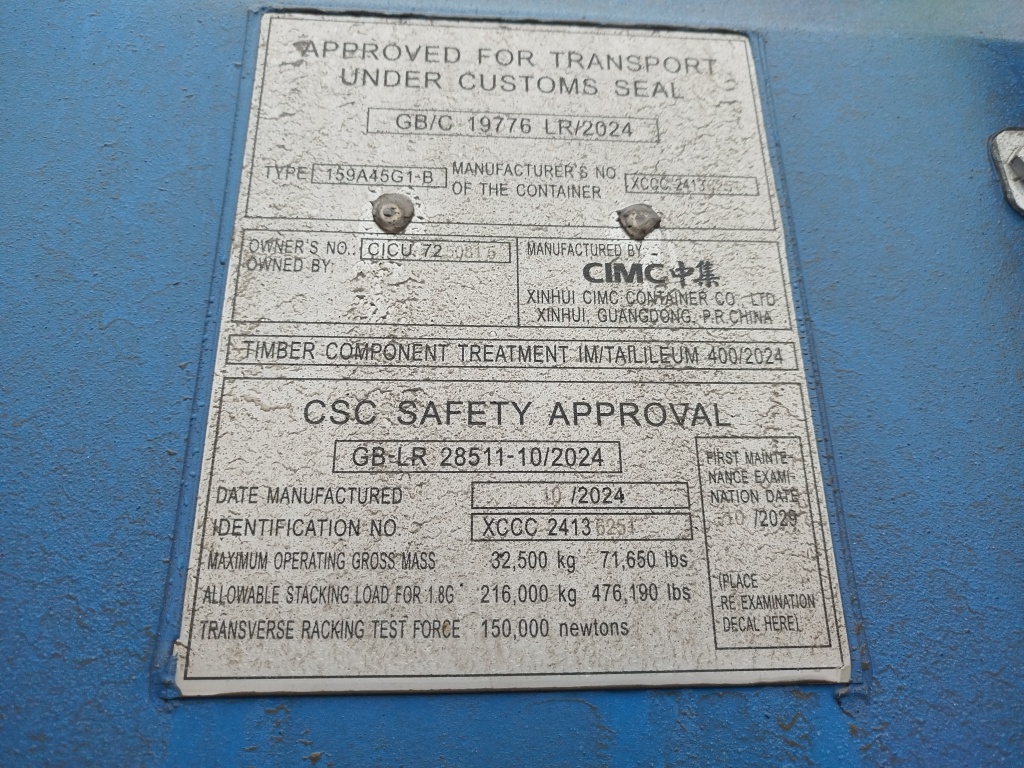 APPROVED FOR TRANSPORT
UNDER CUSTOMS SEAL
GB/C 19776 LR/2024
TYPE 159A45G1-B MANUFACTURER'S NO. OF THE CONTAINER XCCC 2413
OWNER'S NO.: CICU 72
OWNED BY:
MANUFACTURED BY:
CIMC中集
XINHUI CIMC CONTAINER CO., LTD
XINHUI, GUANGDONG, P.R.CHINA
TIMBER COMPONENT TREATMENT IM/TAILILEUM 400/2024
CSC SAFETY APPROVAL
GB-LR 28511-10/2024
DATE MANUFACTURED 10 /2024
IDENTIFICATION NO XCCC 2413
MAXIMUM OPERATING GROSS MASS 32,500 kg 71,650 lbs
ALLOWABLE STACKING LOAD FOR 1.8G 216,000 kg 476,190 lbs
TRANSVERSE RACKING TEST FORCE 150,000 newtons
FIRST MAINTE-
NANCE EXAMI-
NATION DATE
10 /2029
(PLACE
RE-EXAMINATION
DECAL HERE)